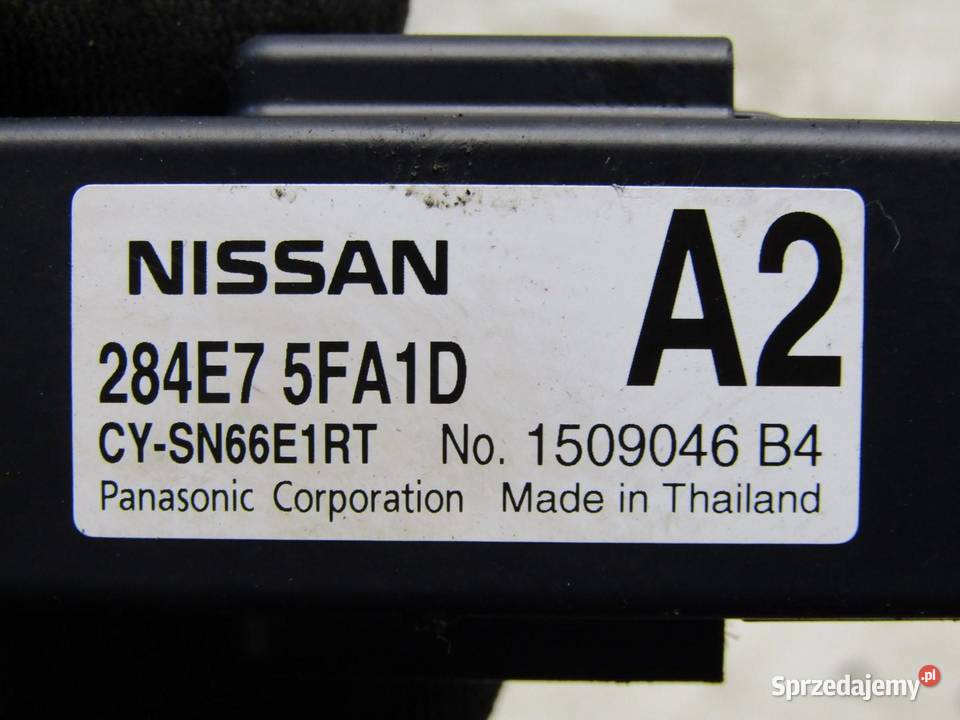 NISSAN
A2
284E7 5FA1D
CY-SN66E1RT No. 1509046 B4
Panasonic Corporation Made in Thailand
Sprzedajemy.pl